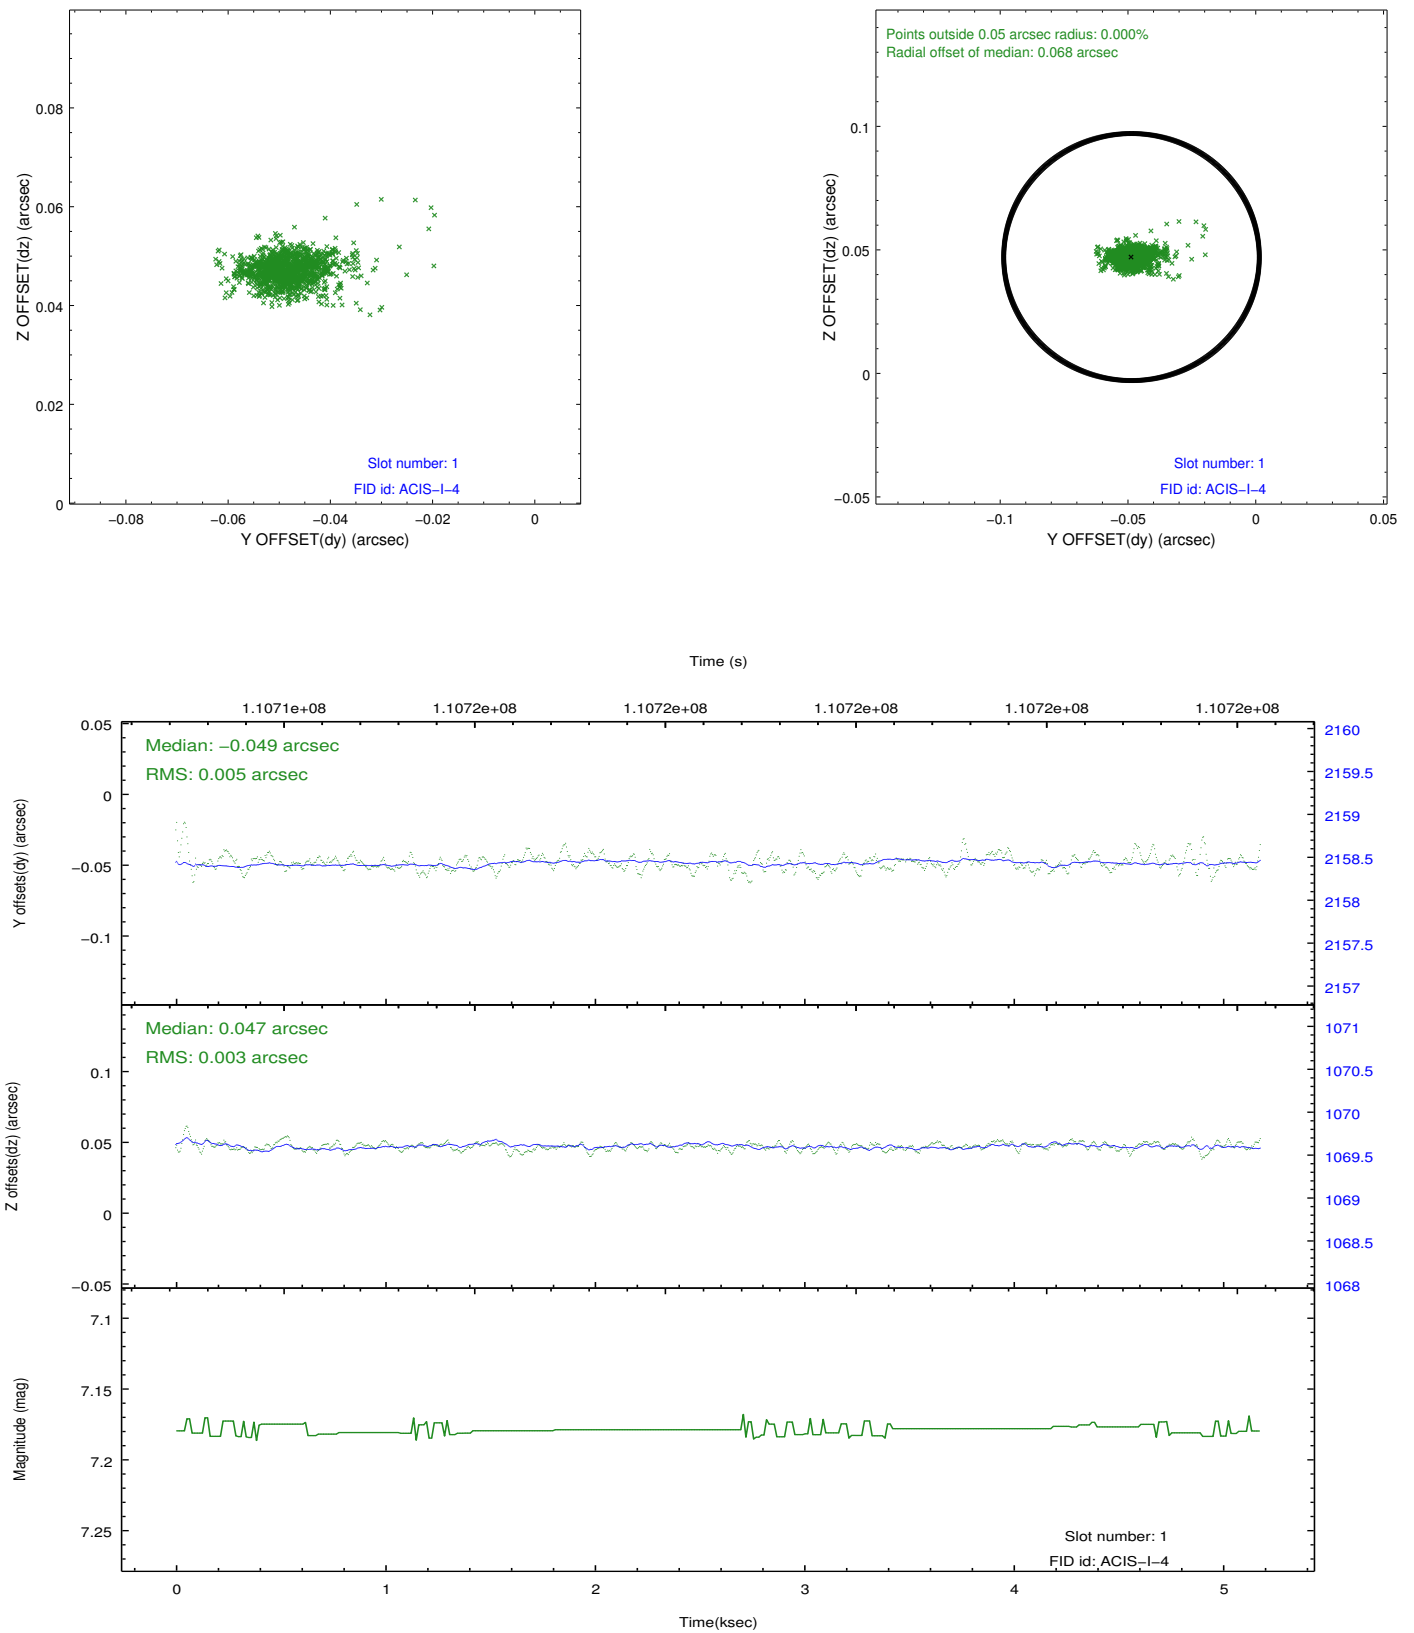 0.08
0.06
0.04
0.02
0
Z OFFSET(dz) (arcsec)
Slot number: 1
FID id: ACIS−I−4
−0.08 −0.06 −0.04 −0.02 0
Y OFFSET(dy) (arcsec)
Points outside 0.05 arcsec radius: 0.000%
Radial offset of median: 0.068 arcsec
0.1
0.05
0
−0.05
Z OFFSET(dz) (arcsec)
Slot number: 1
FID id: ACIS−I−4
−0.1 −0.05 0 0.05
Y OFFSET(dy) (arcsec)
Time (s)
1.1071e+08 1.1072e+08 1.1072e+08 1.1072e+08 1.1072e+08 1.1072e+08
Median: −0.049 arcsec
RMS: 0.005 arcsec
0.05
0
−0.05
−0.1
Y offsets(dy) (arcsec)
2160
2159.5
2159
2158.5
2158
2157.5
2157
Median: 0.047 arcsec
RMS: 0.003 arcsec
0.1
0.05
0
−0.05
Z offsets(dz) (arcsec)
1071
1070.5
1070
1069.5
1069
1068.5
1068
7.1
7.15
7.2
7.25
Magnitude (mag)
Slot number: 1
FID id: ACIS−I−4
0 1 2 3 4 5
Time(ksec)